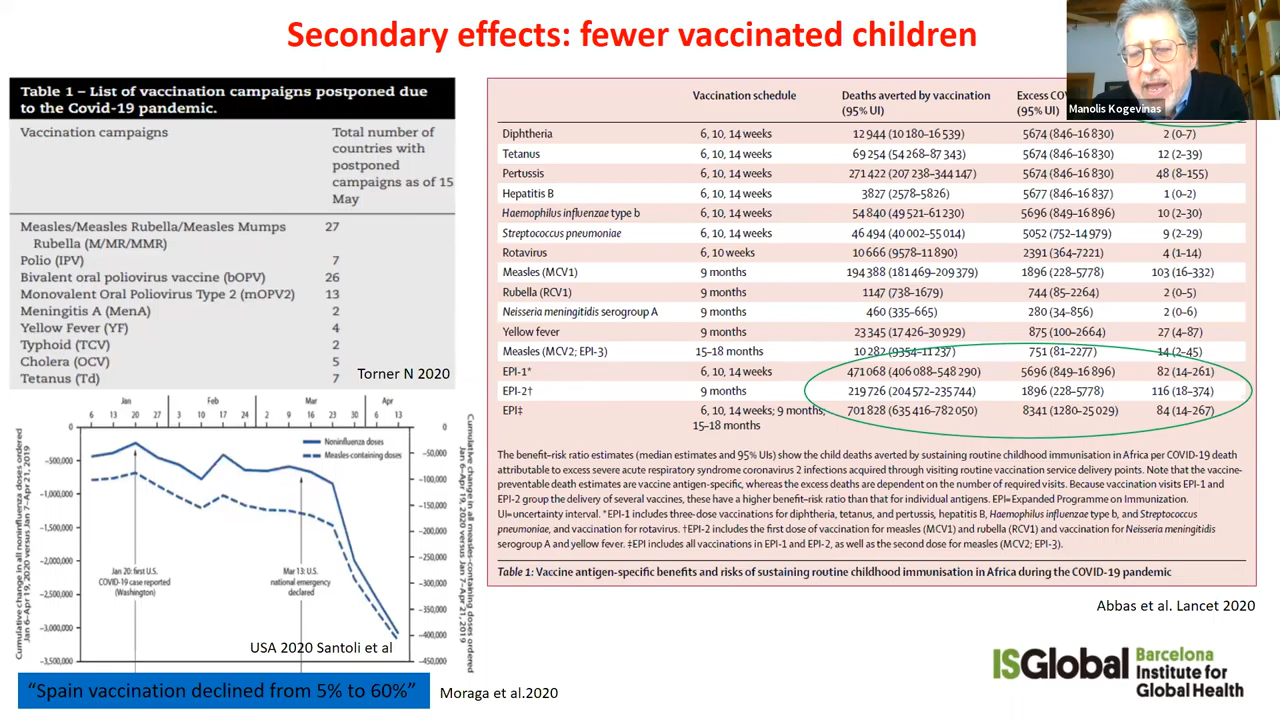 Secondary effects: fewer vaccinated children
Manolis Kogevinas
Table 1 – List of vaccination campaigns postponed due
to the Covid-19 pandemic.
Vaccination campaigns Total number of
countries with
postponed
campaigns as of 15
May
Measles/Measles Rubella/Measles Mumps 27
Rubella (M/MR/MMR)
Polio (IPV) 7
Bivalent oral poliovirus vaccine (bOPV) 26
Monovalent Oral Poliovirus Type 2 (mOPV2) 13
Meningitis A (MenA) 2
Yellow Fever (YF) 4
Typhoid (TCV) 2
Cholera (OCV) 5
Tetanus (Td) 7
Torner N 2020
Jan Feb Mar Apr
6 13 20 27 3 10 17 24 2 9 16 23 30 6 13
0 0
-500,000 -50,000
-1,000,000 -100,000
-1,500,000 -150,000
-2,000,000 -200,000
-2,500,000 -250,000
-3,000,000 -300,000
-3,500,000 -350,000
-400,000
-450,000
Noninfluenza doses
Measles-containing doses
Cumulative change in all noninfluenza doses ordered
Jan 6–Apr 19, 2020 versus Jan 7–Apr 21, 2019
Cumulative change in all measles-containing doses ordered
Jan 6–Apr 19, 2020 versus Jan 7–Apr 21, 2019
Jan 20: first U.S.
COVID-19 case reported
(Washington)
Mar 13: U.S.
national emergency
declared
USA 2020 Santoli et al
“Spain vaccination declined from 5% to 60%”
Moraga et al.2020
Vaccination schedule Deaths averted by vaccination Excess
(95% UI) (95% UI)
Diphtheria 6, 10, 14 weeks 12 944 (10 180–16 539) 5674 (846–16 830) 2 (0–7)
Tetanus 6, 10, 14 weeks 69 254 (54 268–87 343) 5674 (846–16 830) 12 (2–39)
Pertussis 6, 10, 14 weeks 271 422 (207 238–344 147) 5674 (846–16 830) 48 (8–155)
Hepatitis B 6, 10, 14 weeks 3827 (2578–5826) 5677 (846–16 837) 1 (0–2)
Haemophilus influenzae type b 6, 10, 14 weeks 54 840 (49 521–61 230) 5696 (849–16 896) 10 (2–30)
Streptococcus pneumoniae 6, 10, 14 weeks 46 494 (40 002–55 014) 5052 (752–14 979) 9 (2–29)
Rotavirus 6, 10 weeks 10 666 (9578–11 890) 2391 (364–7221) 4 (1–14)
Measles (MCV1) 9 months 194 388 (181 469–209 379) 1896 (228–5778) 103 (16–332)
Rubella (RCV1) 9 months 1147 (738–1679) 744 (85–2264) 2 (0–5)
Neisseria meningitidis serogroup A 9 months 460 (335–665) 280 (34–856) 2 (0–6)
Yellow fever 9 months 23 345 (17 426–30 929) 875 (100–2664) 27 (4–87)
Measles (MCV2; EPI-3) 15–18 months 10 282 (9354–11 237) 751 (81–2277) 14 (2–45)
EPI-1* 6, 10, 14 weeks 471 068 (406 088–548 290) 5696 (849–16 896) 82 (14–261)
EPI-2† 9 months 219 726 (204 572–235 744) 1896 (228–5778) 116 (18–374)
EPI‡ 6, 10, 14 weeks; 9 months; 701 828 (635 416–782 050) 8341 (1280–25 029) 84 (14–267)
15–18 months
The benefit–risk ratio estimates (median estimates and 95% UIs) show the child deaths averted by sustaining routine childhood immunisation in Africa per COVID-19 death
attributable to excess severe acute respiratory syndrome coronavirus 2 infections acquired through visiting routine vaccination service delivery points. Note that the vaccine-
preventable death estimates are vaccine antigen-specific, whereas the excess deaths are dependent on the number of required visits. Because vaccination visits EPI-1 and
EPI-2 group the delivery of several vaccines, these have a higher benefit–risk ratio than that for individual antigens. EPI=Expanded Programme on Immunization.
UI=uncertainty interval. *EPI-1 includes three-dose vaccinations for diphtheria, tetanus, and pertussis, hepatitis B, Haemophilus influenzae type b, and Streptococcus
pneumoniae, and vaccination for rotavirus. †EPI-2 includes the first dose of vaccination for measles (MCV1) and rubella (RCV1) and vaccination for Neisseria meningitidis
serogroup A and yellow fever. ‡EPI includes all vaccinations in EPI-1 and EPI-2, as well as the second dose for measles (MCV2; EPI-3).
Table 1: Vaccine antigen-specific benefits and risks of sustaining routine childhood immunisation in Africa during the COVID-19 pandemic
Abbas et al. Lancet 2020
ISGlobal Barcelona
Institute for
Global Health